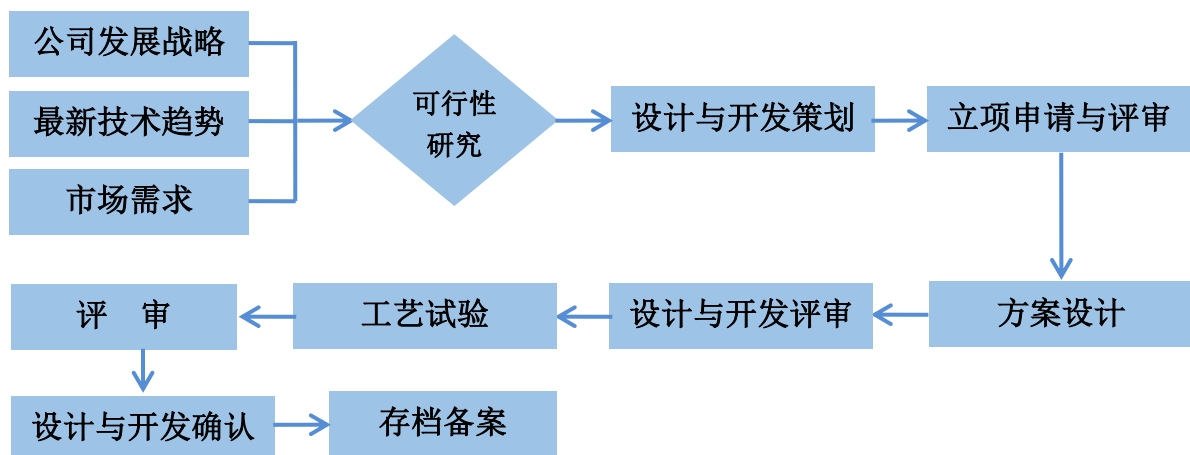 公司发展战略
最新技术趋势
市场需求
可行性
研究
设计与开发策划
立项申请与评审
方案设计
设计与开发评审
工艺试验
评 审
设计与开发确认
存档备案